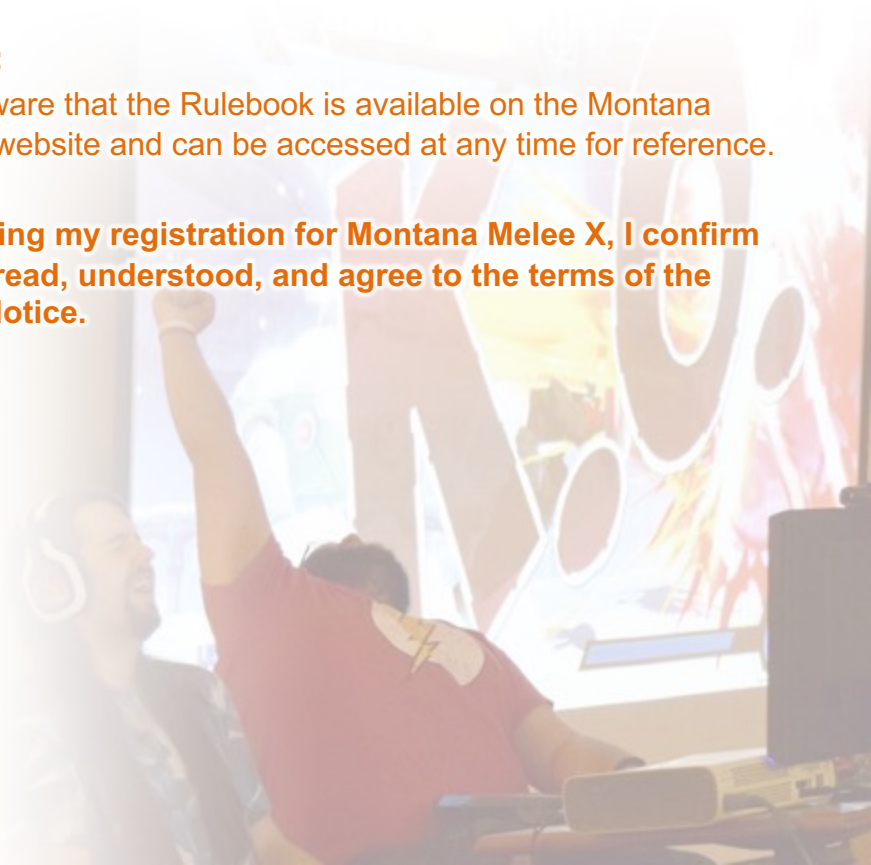 :
ware that the Rulebook is available on the Montana
website and can be accessed at any time for reference.
ing my registration for Montana Melee X, I confirm
read, understood, and agree to the terms of the
Notice.
K.O.